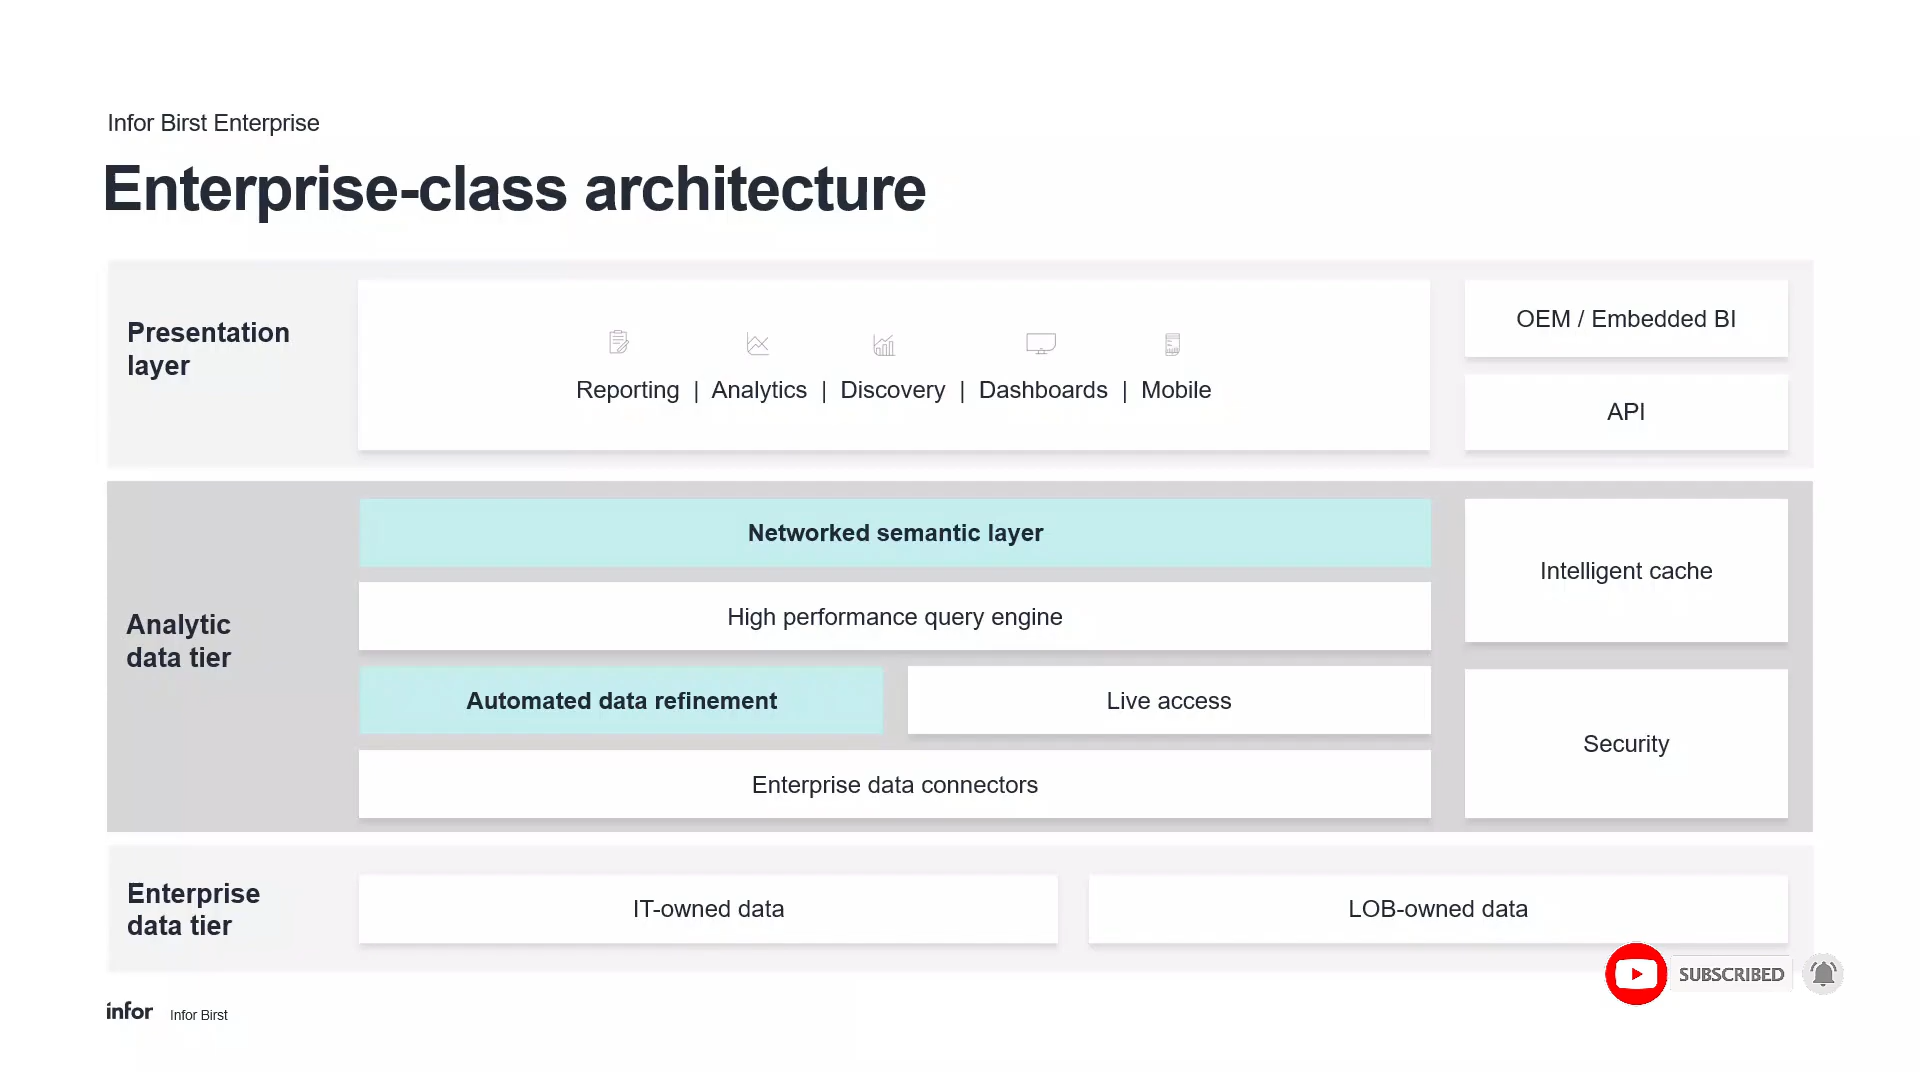 Infor Birst Enterprise
Enterprise-class architecture
Presentation
layer
Reporting | Analytics | Discovery | Dashboards | Mobile
OEM / Embedded BI
API
Analytic
data tier
Networked semantic layer
High performance query engine
Automated data refinement
Live access
Enterprise data connectors
Intelligent cache
Security
Enterprise
data tier
IT-owned data
LOB-owned data
SUBSCRIBED
infor
Infor Birst